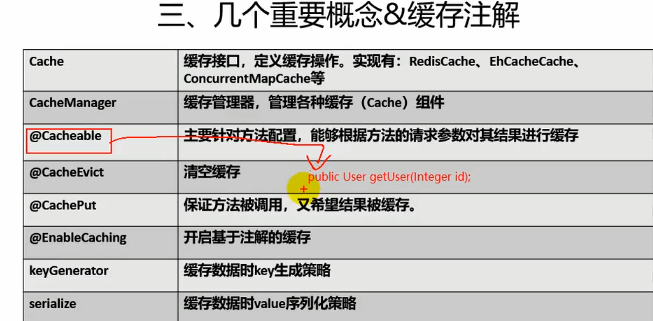 三、几个重要概念&缓存注解
Cache
缓存接口，定义缓存操作。实现有：RedisCache、EhCacheCache、
ConcurrentMapCache等
CacheManager
缓存管理器，管理各种缓存（Cache）组件
@Cacheable
主要针对方法配置，能够根据方法的请求参数对其结果进行缓存
@CacheEvict
清空缓存
public User getUser(Integer id);
@CachePut
保证方法被调用，又希望结果被缓存。
@EnableCaching
开启基于注解的缓存
keyGenerator
缓存数据时key生成策略
serialize
缓存数据时value序列化策略